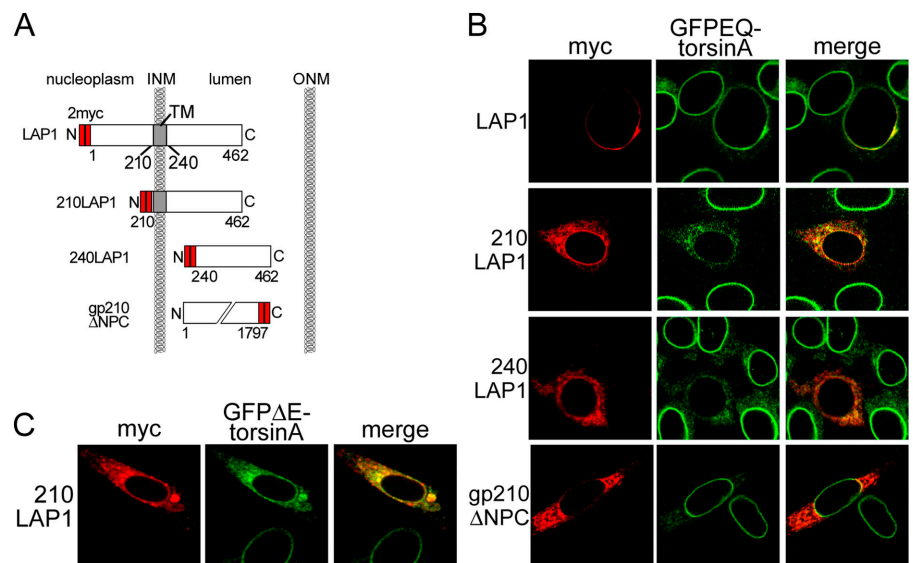 A
nucleoplasm INM lumen ONM
2myc
TM
LAP1 N C
1 210 240 462
210LAP1 N C
210 462
240LAP1 N C
240 462
gp210
ΔNPC N C
1 1797
B
GFPEQ-
myc torsinA merge
LAP1
210
LAP1
240
LAP1
gp210
ΔNPC
C
GFPΔE-
myc torsinA merge
210
LAP1